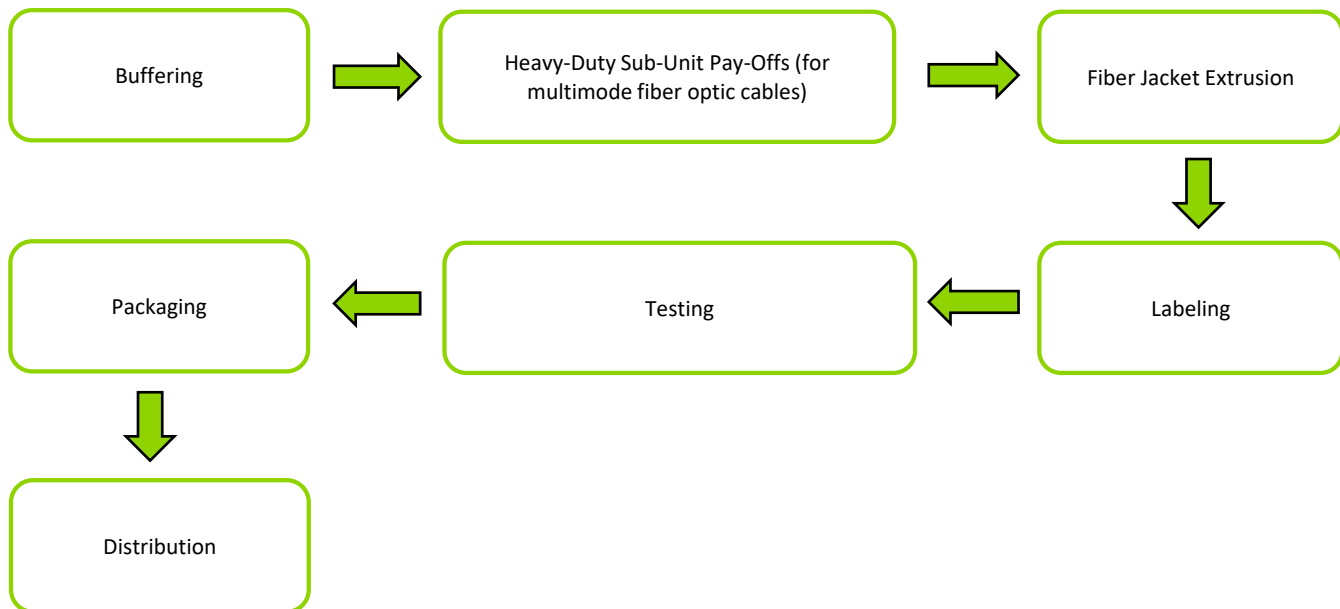 Buffering
Heavy-Duty Sub-Unit Pay-Offs (for
multimode fiber optic cables)
Fiber Jacket Extrusion
Labeling
Testing
Packaging
Distribution